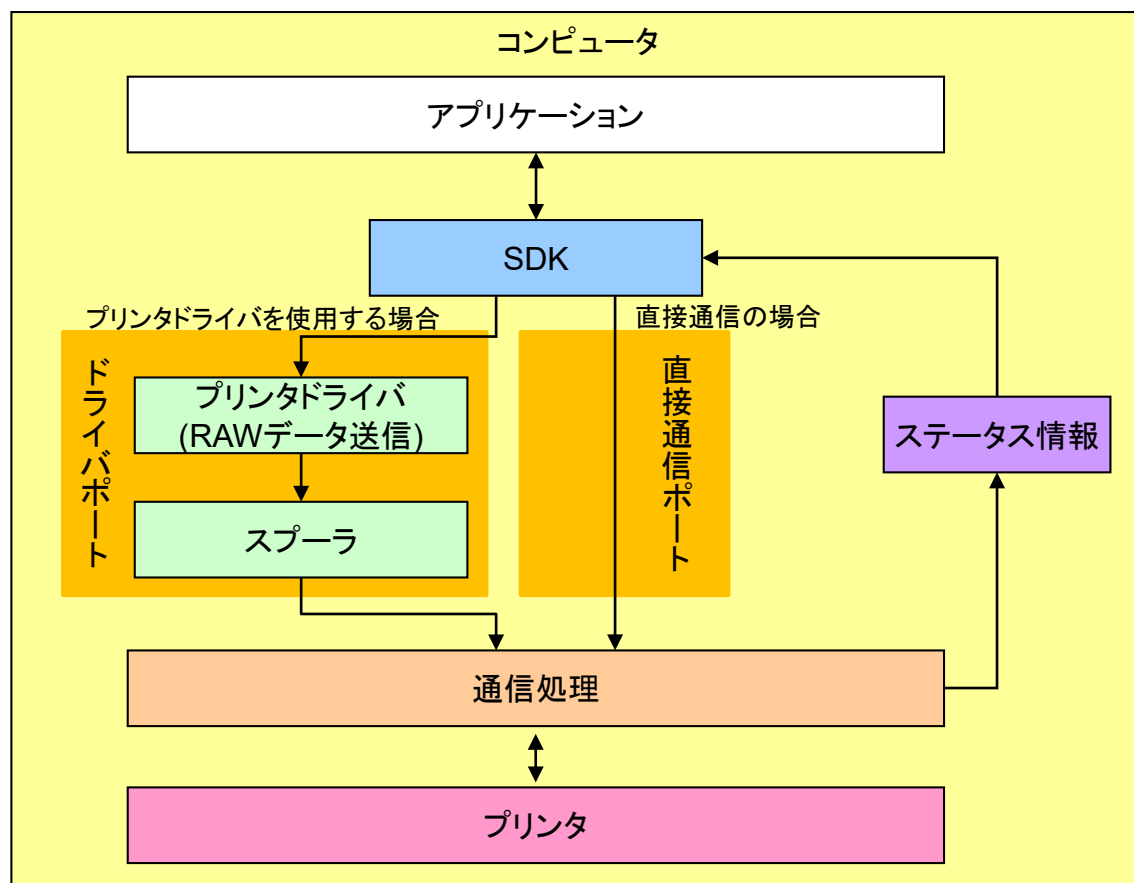 コンピュータ
アプリケーション
SDK
プリンタドライバを使用する場合
直接通信の場合
ドライバポート
プリンタドライバ
(RAWデータ送信)
スプーラ
直接通信ポート
ステータス情報
通信処理
プリンタ